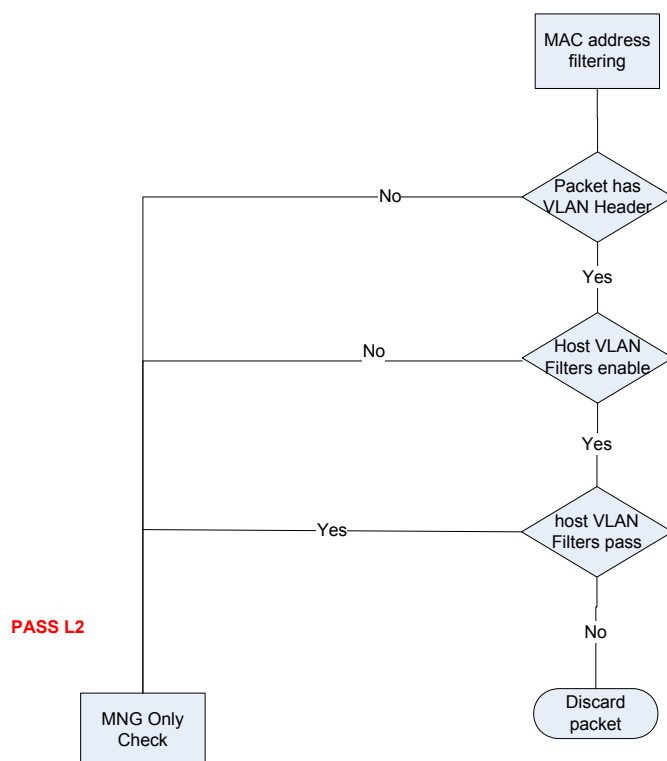 MAC address
filtering
No
Packet has
VLAN Header
Yes
No
Host VLAN
Filters enable
Yes
Yes
host VLAN
Filters pass
PASS L2
No
MNG Only
Check
Discard
packet